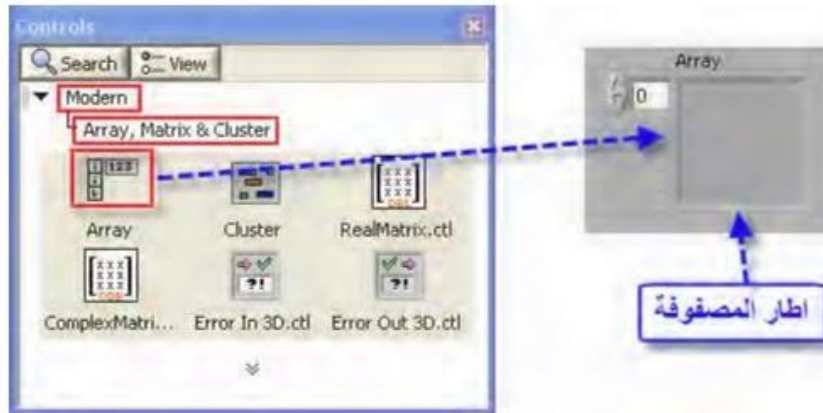 Controls
Search View
Modern
Array, Matrix & Cluster
Array Cluster RealMatrix.ctl
ComplexMatri... Error In 3D.ctl Error Out 3D.ctl
Array
0
اطار المصفوفة